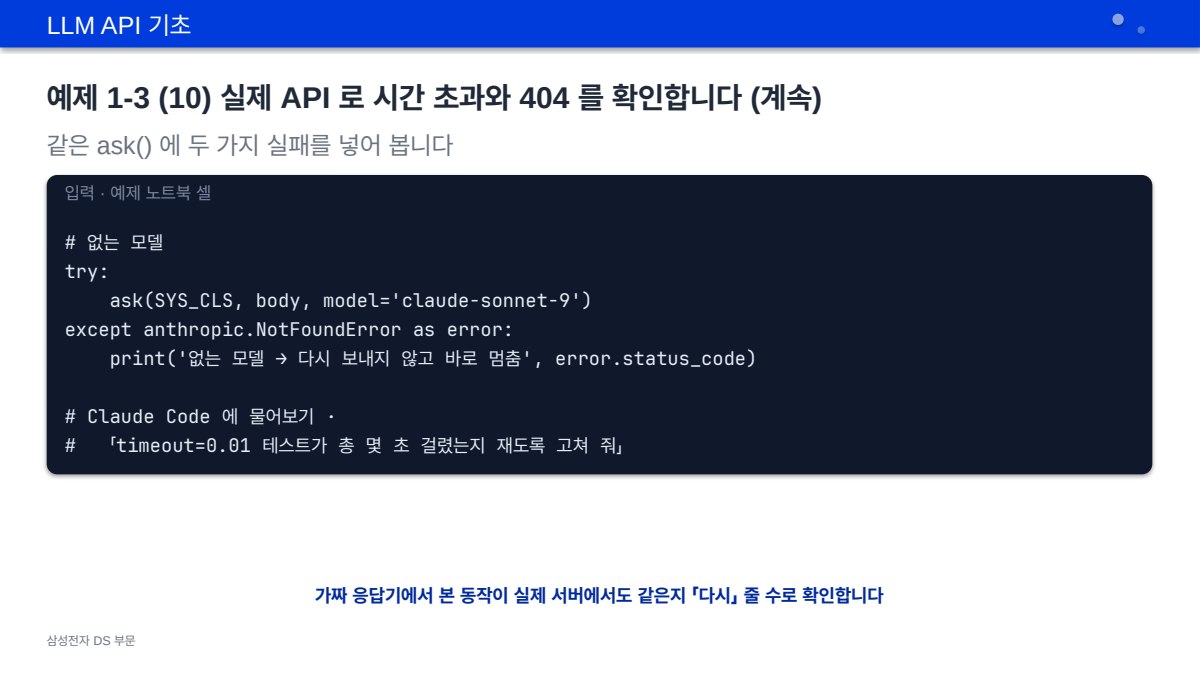 LLM API 기초
예제 1-3 (10) 실제 API 로 시간 초과와 404 를 확인합니다 (계속)
같은 ask() 에 두 가지 실패를 넣어 봅니다
입력 · 예제 노트북 셀
# 없는 모델
try:
    ask(SYS_CLS, body, model='claude-sonnet-9')
except anthropic.NotFoundError as error:
    print('없는 모델 → 다시 보내지 않고 바로 멈춤', error.status_code)
# Claude Code 에 물어보기 ·
#   「timeout=0.01 테스트가 총 몇 초 걸렸는지 재도록 고쳐 줘」
가짜 응답기에서 본 동작이 실제 서버에서도 같은지 「다시」 줄 수로 확인합니다
삼성전자 DS 부문